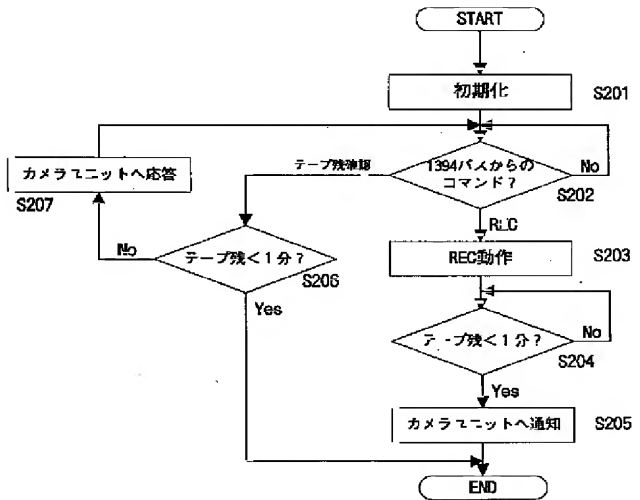 START
初期化
S201
1394バスからの
コマンド？
No
S202
テープ残確認
カメラユニットへ応答
S207
REC
REC動作
S203
No
テープ残<1分？
S206
Yes
テープ残<1分？
No
S204
Yes
カメラユニットへ通知
S205
END